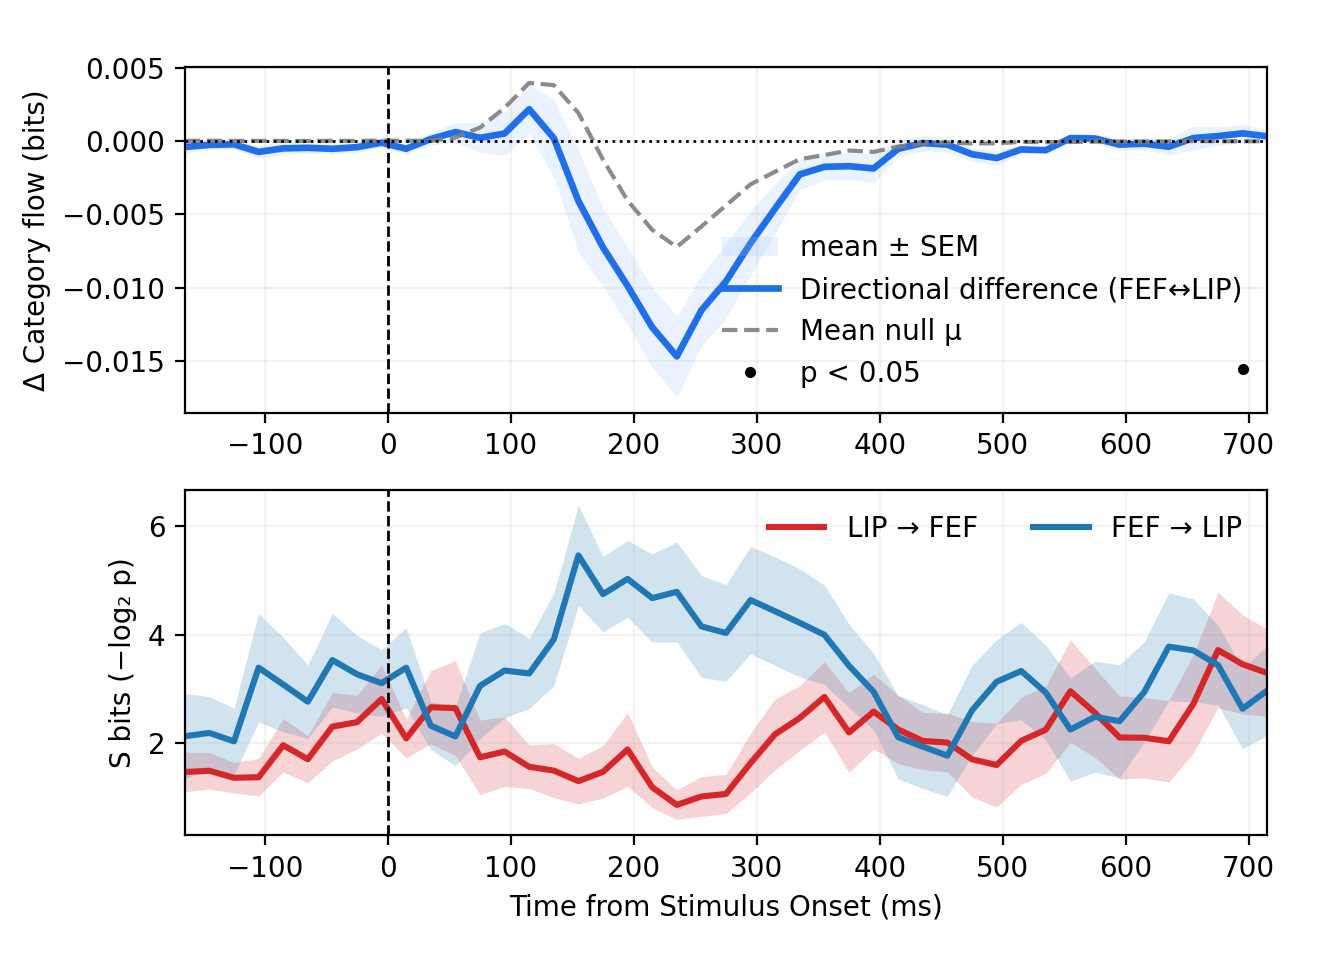 Δ Category flow (bits)
0.005
0.000
−0.005
−0.010
−0.015
mean ± SEM
Directional difference (FEF↔LIP)
Mean null μ
p < 0.05
−100 0 100 200 300 400 500 600 700
S bits (−log₂ p)
6
4
2
LIP → FEF FEF → LIP
−100 0 100 200 300 400 500 600 700
Time from Stimulus Onset (ms)